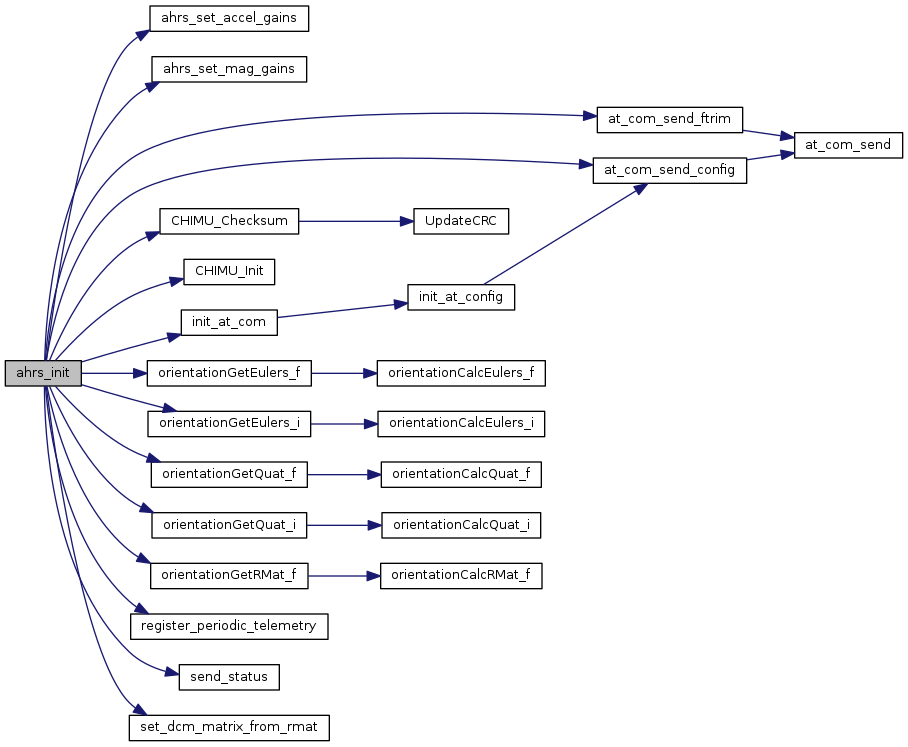 ahrs_set_accel_gains
ahrs_set_mag_gains
at_com_send_ftrim
at_com_send
at_com_send_config
CHIMU_Checksum
UpdateCRC
CHIMU_Init
init_at_config
init_at_com
ahrs_init
orientationGetEulers_f
orientationCalcEulers_f
orientationGetEulers_i
orientationCalcEulers_i
orientationGetQuat_f
orientationCalcQuat_f
orientationGetQuat_i
orientationCalcQuat_i
orientationGetRMat_f
orientationCalcRMat_f
register_periodic_telemetry
send_status
set_dcm_matrix_from_rmat